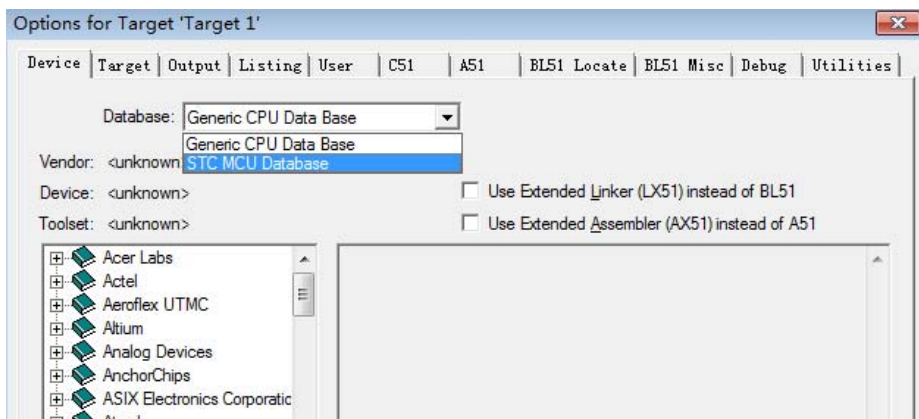 Options for Target 'Target 1'
Device Target Output Listing User C51 A51 BL51 Locate BL51 Misc Debug Utilities
Database: Generic CPU Data Base
Generic CPU Data Base
Vendor: <unknown STC MCU Database
Device: <unknown> Use Extended Linker (LX51) instead of BL51
Toolset: <unknown> Use Extended Assembler (AX51) instead of A51
Acer Labs
Actel
Aeroflex UTMC
Altium
Analog Devices
AnchorChips
ASIX Electronics Corporatic